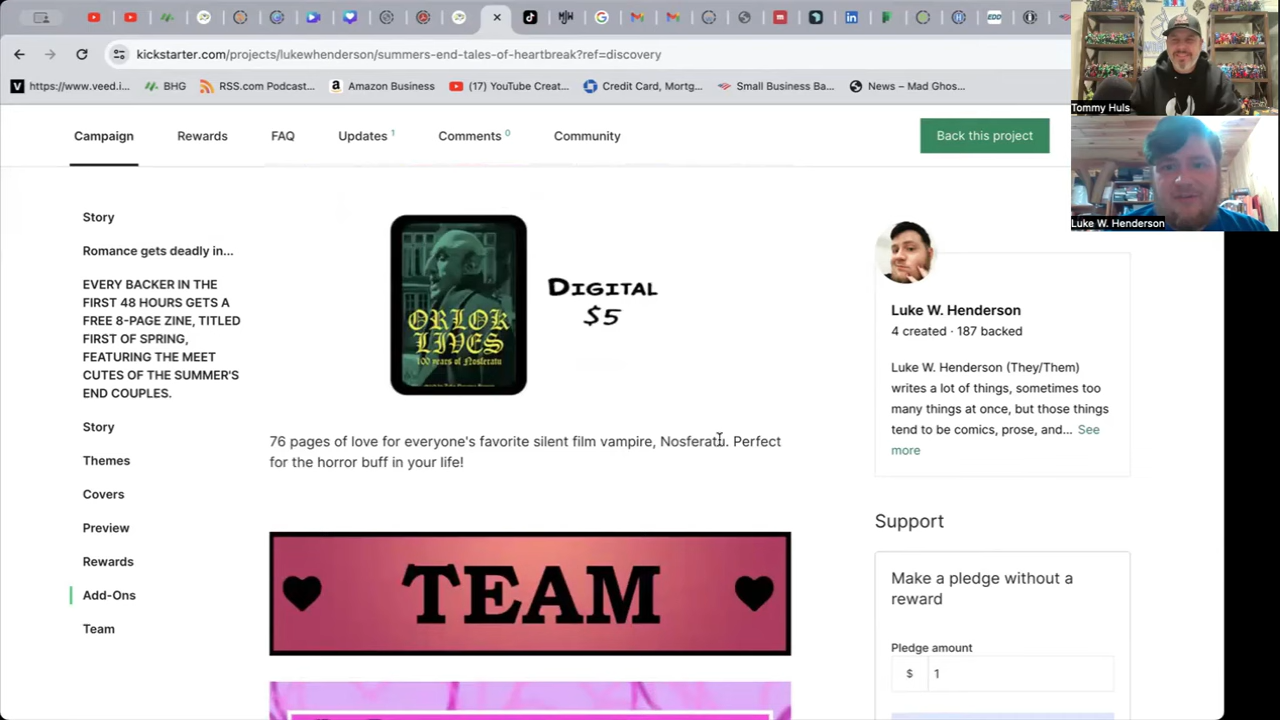 kickstarter.com/projects/lukewhenderson/summers-end-tales-of-heartbreak?ref=discovery
https://www.veed.i...
BHG
RSS.com Podcast...
Amazon Business
(17) YouTube Creat...
Credit Card, Mortg...
Small Business Ba...
News – Mad Ghos...
Tommy Huls
Luke W. Henderson
Campaign
Rewards
FAQ
Updates 1
Comments 0
Community
Back this project
Story
Romance gets deadly in...
EVERY BACKER IN THE
FIRST 48 HOURS GETS A
FREE 8-PAGE ZINE, TITLED
FIRST OF SPRING,
FEATURING THE MEET
CUTES OF THE SUMMER'S
END COUPLES.
Story
Themes
Covers
Preview
Rewards
Add-Ons
Team
ORLOK
LIVES
100 years of Nosferatu
DIGITAL
$5
76 pages of love for everyone's favorite silent film vampire, Nosferatu. Perfect
for the horror buff in your life!
TEAM
Luke W. Henderson
4 created · 187 backed
Luke W. Henderson (They/Them)
writes a lot of things, sometimes too
many things at once, but those things
tend to be comics, prose, and... See
more
Support
Make a pledge without a
reward
Pledge amount
$ 1